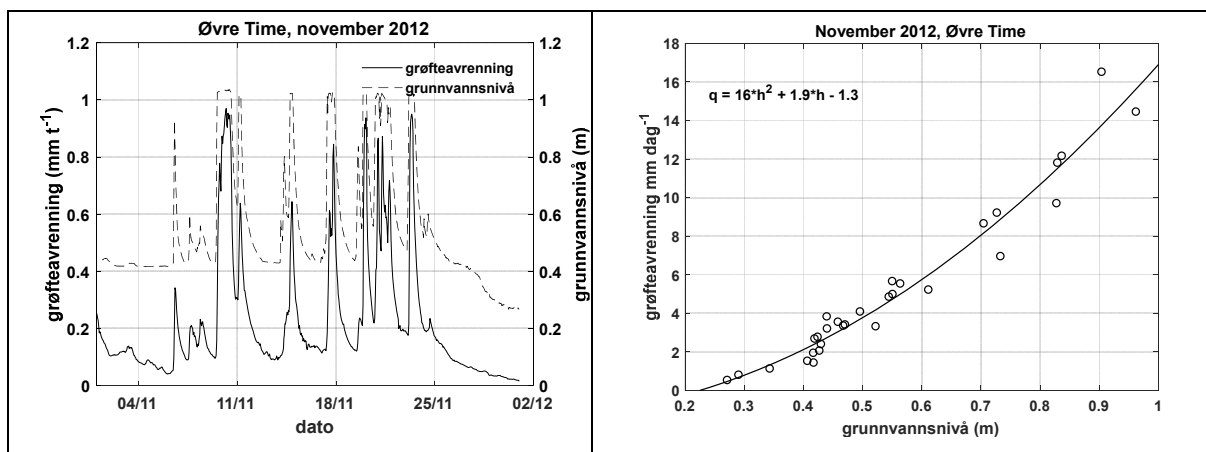 Øvre Time, november 2012
grøfteavrenning
grunnvannsnivå
grøfteavrenning (mm t⁻¹)
1.2
1
0.8
0.6
0.4
0.2
0
1.2
1
0.8
0.6
0.4
0.2
0
grunnvannsnivå (m)
04/11 11/11 18/11 25/11 02/12
dato
November 2012, Øvre Time
q = 16*h² + 1.9*h - 1.3
grøfteavrenning mm dag⁻¹
18
16
14
12
10
8
6
4
2
0
0.2 0.3 0.4 0.5 0.6 0.7 0.8 0.9 1
grunnvannsnivå (m)